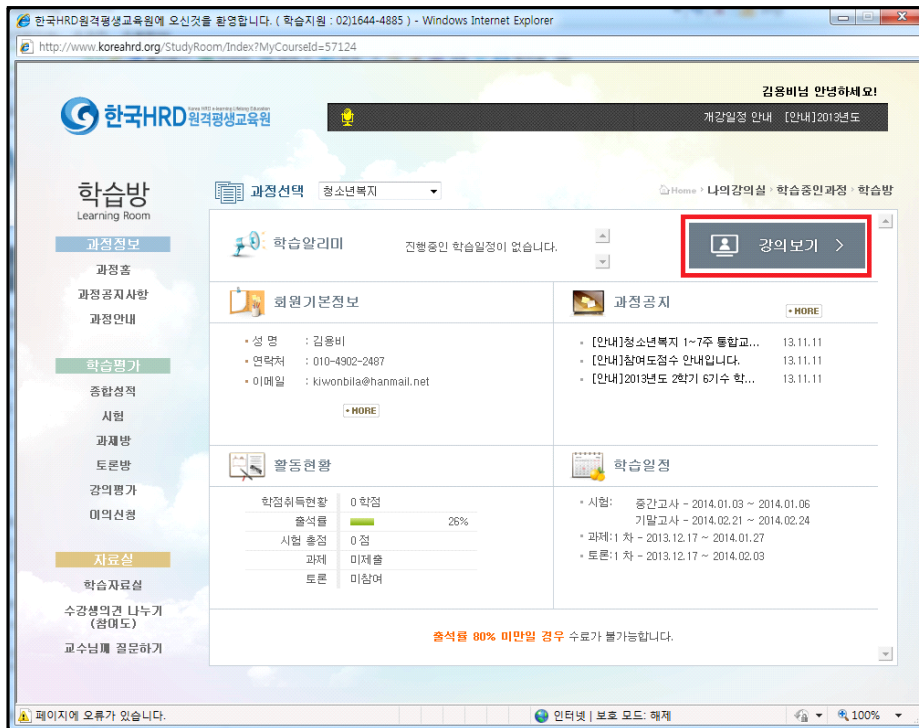 한국HRD원격평생교육원에 오신것을 환영합니다. ( 학습지원 : 02)1644-4885 ) - Windows Internet Explorer
http://www.koreahrd.org/StudyRoom/Index?MyCourseId=57124
김용비님 안녕하세요!
한국HRD 원격평생교육원
개강일정 안내 [안내]2013년도
학습방
Learning Room
과정선택 청소년복지
Home › 나의강의실 › 학습중인과정 › 학습방
과정정보
과정홈
과정공지사항
과정안내
학습평가
종합성적
시험
과제방
토론방
강의평가
이의신청
자료실
학습자료실
수강생의견 나누기
(참여도)
교수님께 질문하기
학습알리미
진행중인 학습일정이 없습니다.
강의보기 >
회원기본정보
• 성 명 : 김용비
• 연락처 : 010-4902-2487
• 이메일 : kiwonbila@hanmail.net
• MORE
과정공지
• MORE
• [안내]청소년복지 1~7주 통합교... 13.11.11
• [안내]참여도점수 안내입니다. 13.11.11
• [안내]2013년도 2학기 6기수 학... 13.11.11
활동현황
학점취득현황 0 학점
출석률 26%
시험 총점 0 점
과제 미제출
토론 미참여
학습일정
• 시험: 중간고사 - 2014.01.03 ~ 2014.01.06
기말고사 - 2014.02.21 ~ 2014.02.24
• 과제:1 차 - 2013.12.17 ~ 2014.01.27
• 토론:1 차 - 2013.12.17 ~ 2014.02.03
출석률 80% 미만일 경우 수료가 불가능합니다.
페이지에 오류가 있습니다.
인터넷 | 보호 모드: 해제
100%